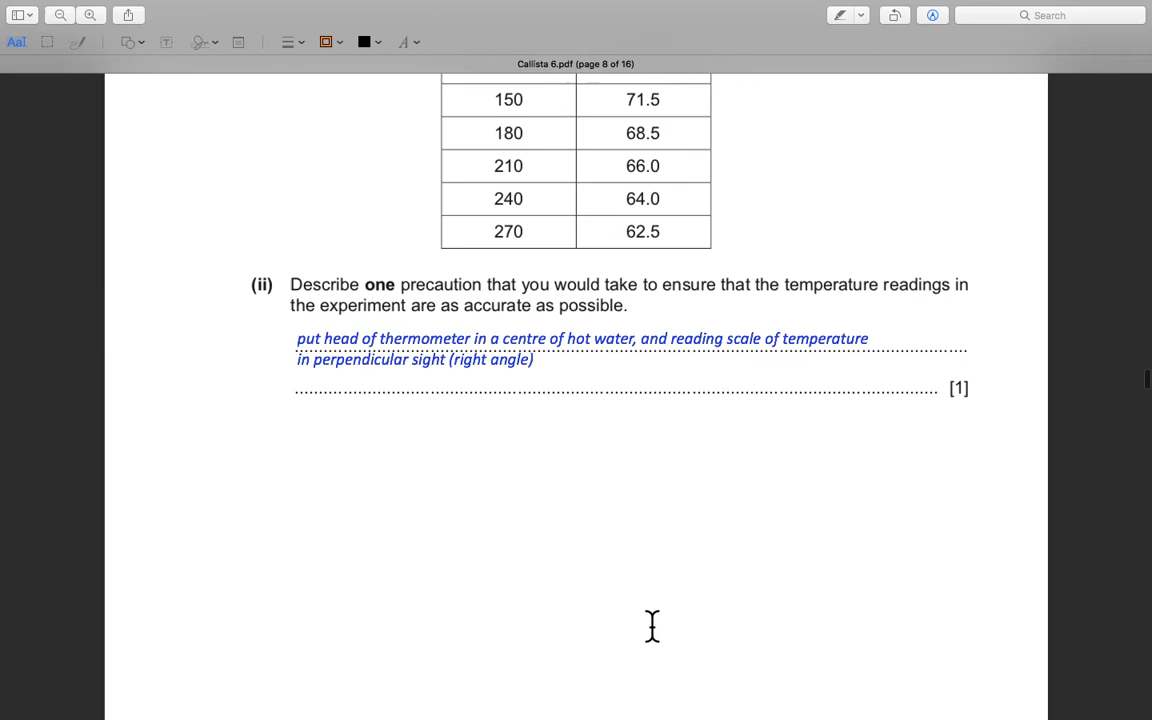 Search
AaI
T
A
Callista 6.pdf (page 8 of 16)
150 71.5
180 68.5
210 66.0
240 64.0
270 62.5
(ii) Describe one precaution that you would take to ensure that the temperature readings in
the experiment are as accurate as possible.
put head of thermometer in a centre of hot water, and reading scale of temperature
in perpendicular sight (right angle)
[1]